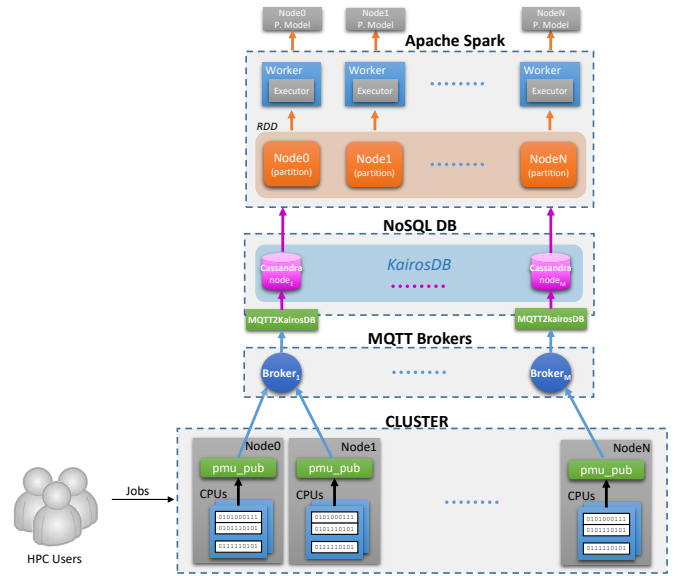 Node0
P. Model
Node1
P. Model
NodeN
P. Model
Apache Spark
Worker
Executor
Worker
Executor
Worker
Executor
RDD
Node0
(partition)
Node1
(partition)
NodeN
(partition)
NoSQL DB
Cassandra
node1
KairosDB
Cassandra
nodeM
MQTT2KairosDB
MQTT2kairosDB
MQTT Brokers
Broker1
BrokerM
CLUSTER
Node0
pmu_pub
CPUs
0101000111
0101110101
0111110101
Node1
pmu_pub
CPUs
0101000111
0101110101
0111110101
NodeN
pmu_pub
CPUs
0101000111
0101110101
0111110101
Jobs
HPC Users